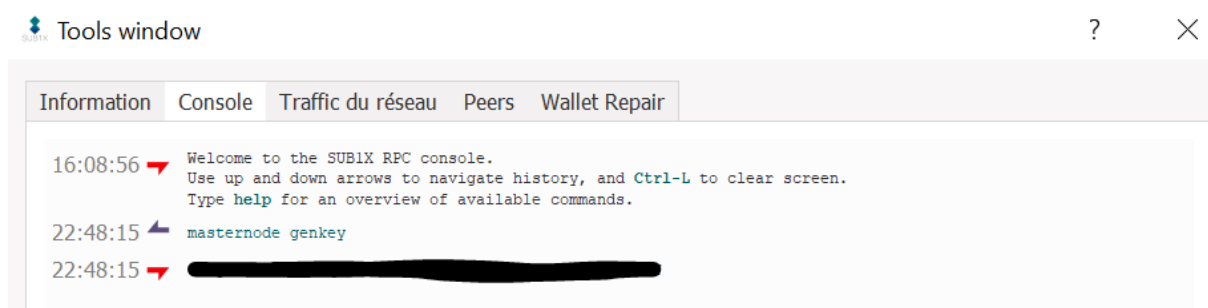 SUB1X
Tools window
?
Information Console Traffic du réseau Peers Wallet Repair
16:08:56 Welcome to the SUB1X RPC console.
Use up and down arrows to navigate history, and Ctrl-L to clear screen.
Type help for an overview of available commands.
22:48:15 masternode genkey
22:48:15